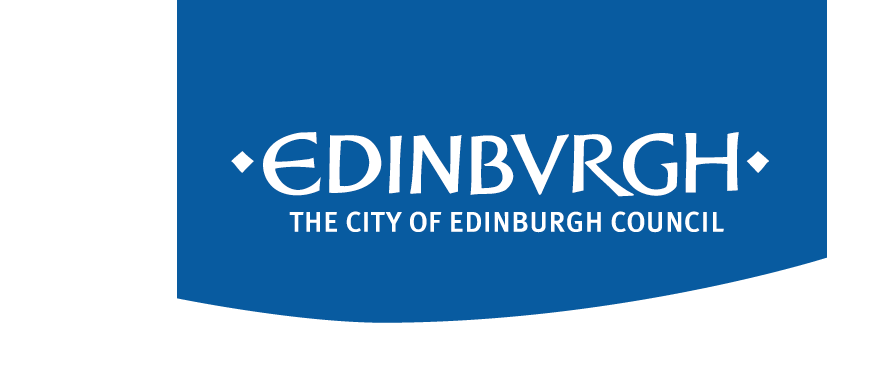 EDINBVRGH
THE CITY OF EDINBURGH COUNCIL